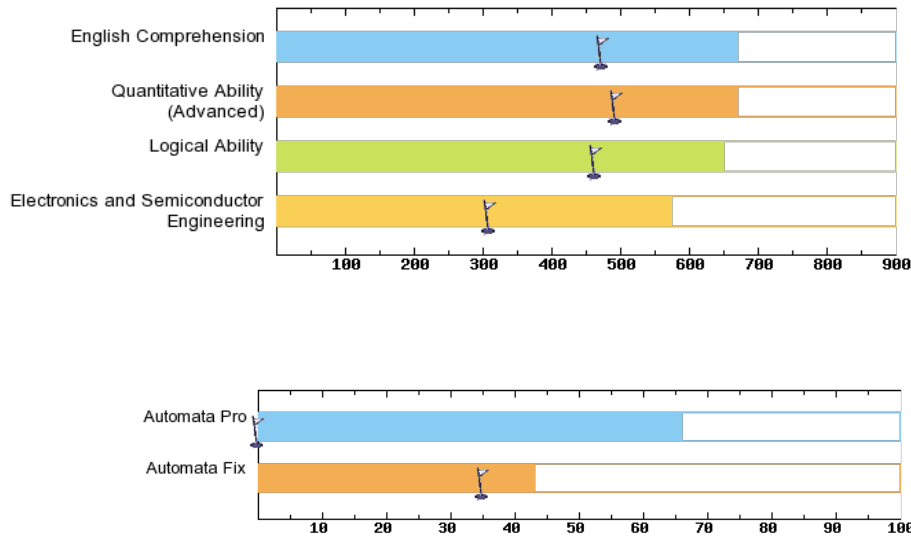 English Comprehension
Quantitative Ability
(Advanced)
Logical Ability
Electronics and Semiconductor
Engineering
100 200 300 400 500 600 700 800 900
Automata Pro
Automata Fix
10 20 30 40 50 60 70 80 90 100